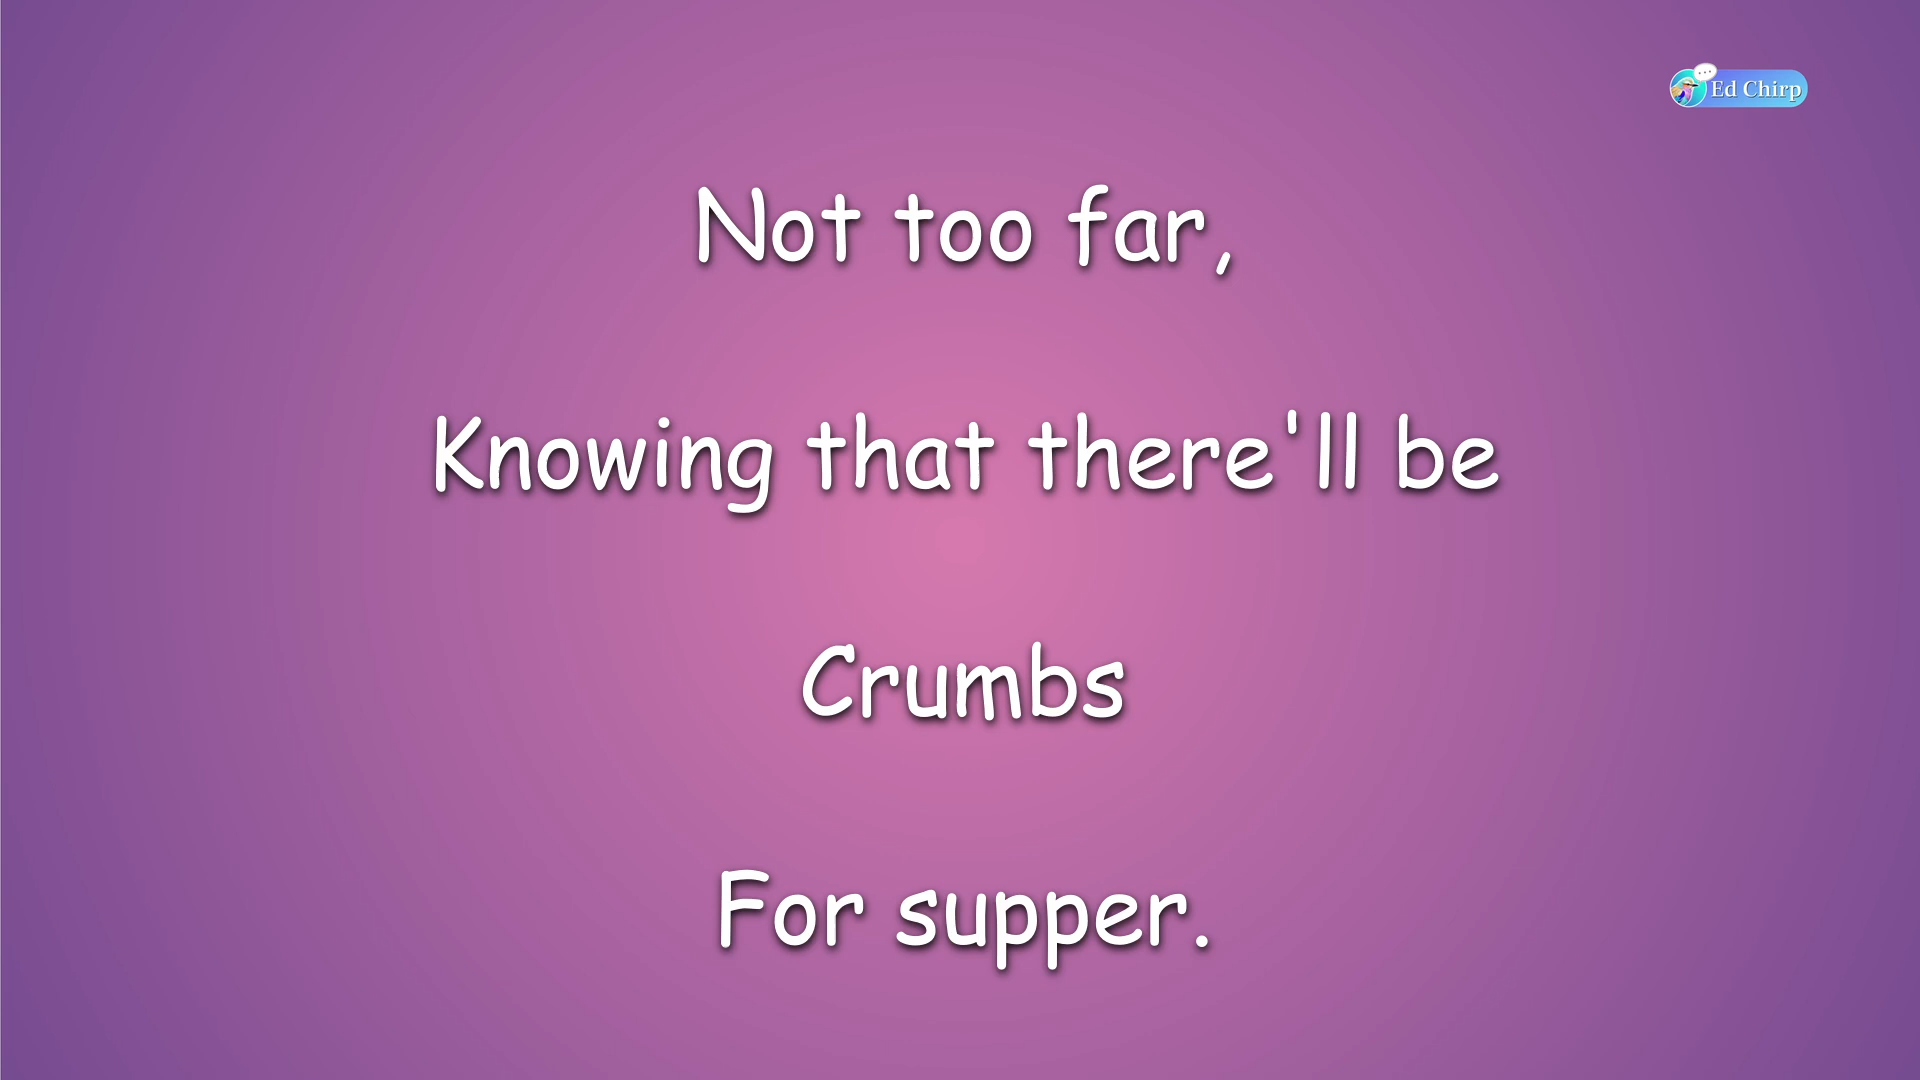 Ed Chirp
Not too far,
Knowing that there'll be
Crumbs
For supper.